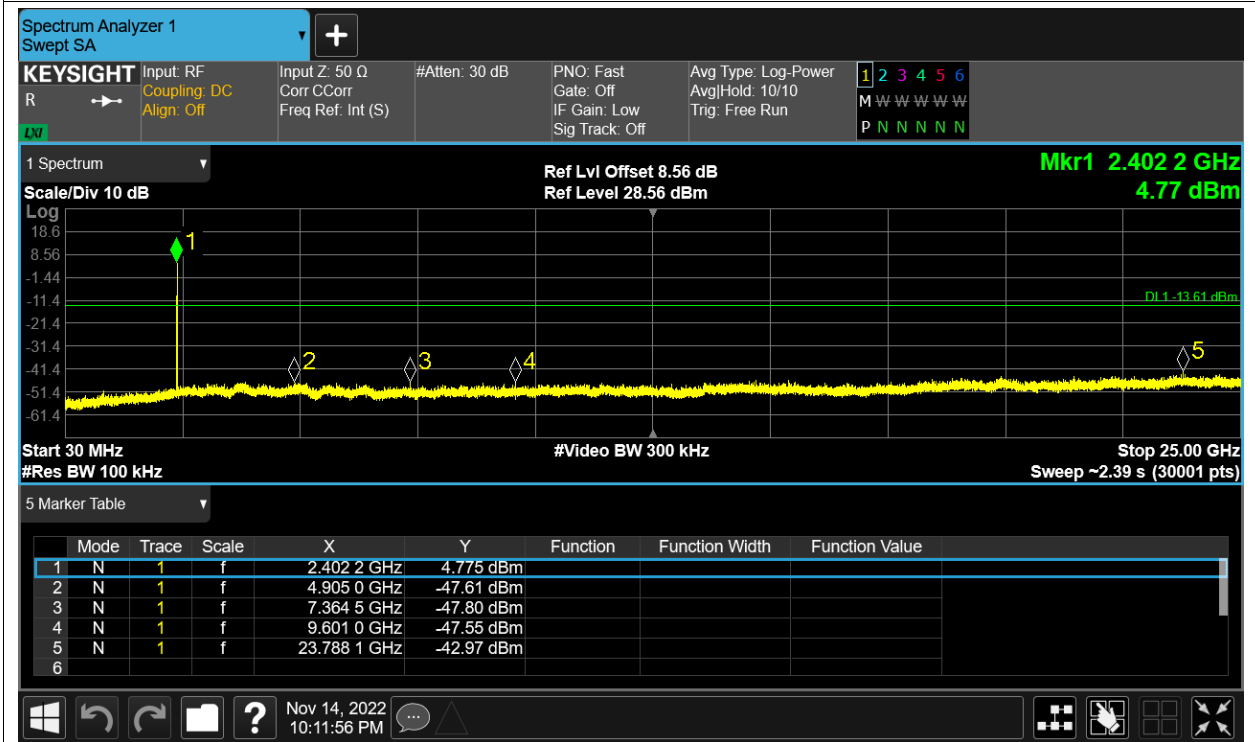 Spectrum Analyzer 1
Swept SA
+
KEYSIGHT Input: RF Input Z: 50 Ω #Atten: 30 dB PNO: Fast Avg Type: Log-Power 1 2 3 4 5 6
R Coupling: DC Corr CCorr Gate: Off Avg|Hold: 10/10 M W W W W W
Align: Off Freq Ref: Int (S) IF Gain: Low Trig: Free Run
LXI Sig Track: Off P N N N N N
1 Spectrum Ref Lvl Offset 8.56 dB Mkr1 2.402 2 GHz
Scale/Div 10 dB Ref Level 28.56 dBm 4.77 dBm
Log
18.6
1
8.56
-1.44
-11.4 DL1 -13.61 dBm
-21.4
-31.4
2 3 4 5
-41.4
-51.4
-61.4
Start 30 MHz #Video BW 300 kHz Stop 25.00 GHz
#Res BW 100 kHz Sweep ~2.39 s (30001 pts)
5 Marker Table
Mode Trace Scale X Y Function Function Width Function Value
1 N 1 f 2.402 2 GHz 4.775 dBm
2 N 1 f 4.905 0 GHz -47.61 dBm
3 N 1 f 7.364 5 GHz -47.80 dBm
4 N 1 f 9.601 0 GHz -47.55 dBm
5 N 1 f 23.788 1 GHz -42.97 dBm
6
? Nov 14, 2022
10:11:56 PM